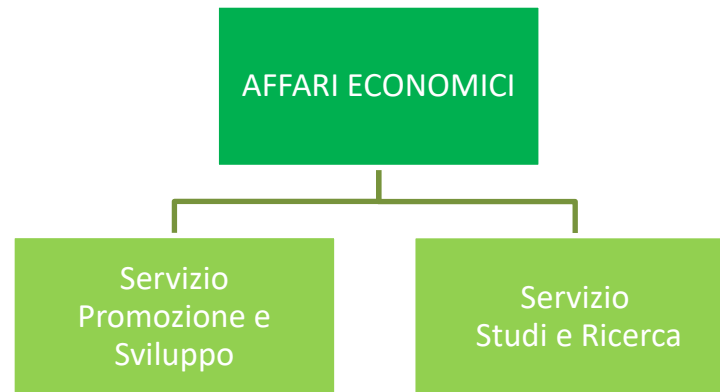 AFFARI ECONOMICI
Servizio
Promozione e
Sviluppo
Servizio
Studi e Ricerca